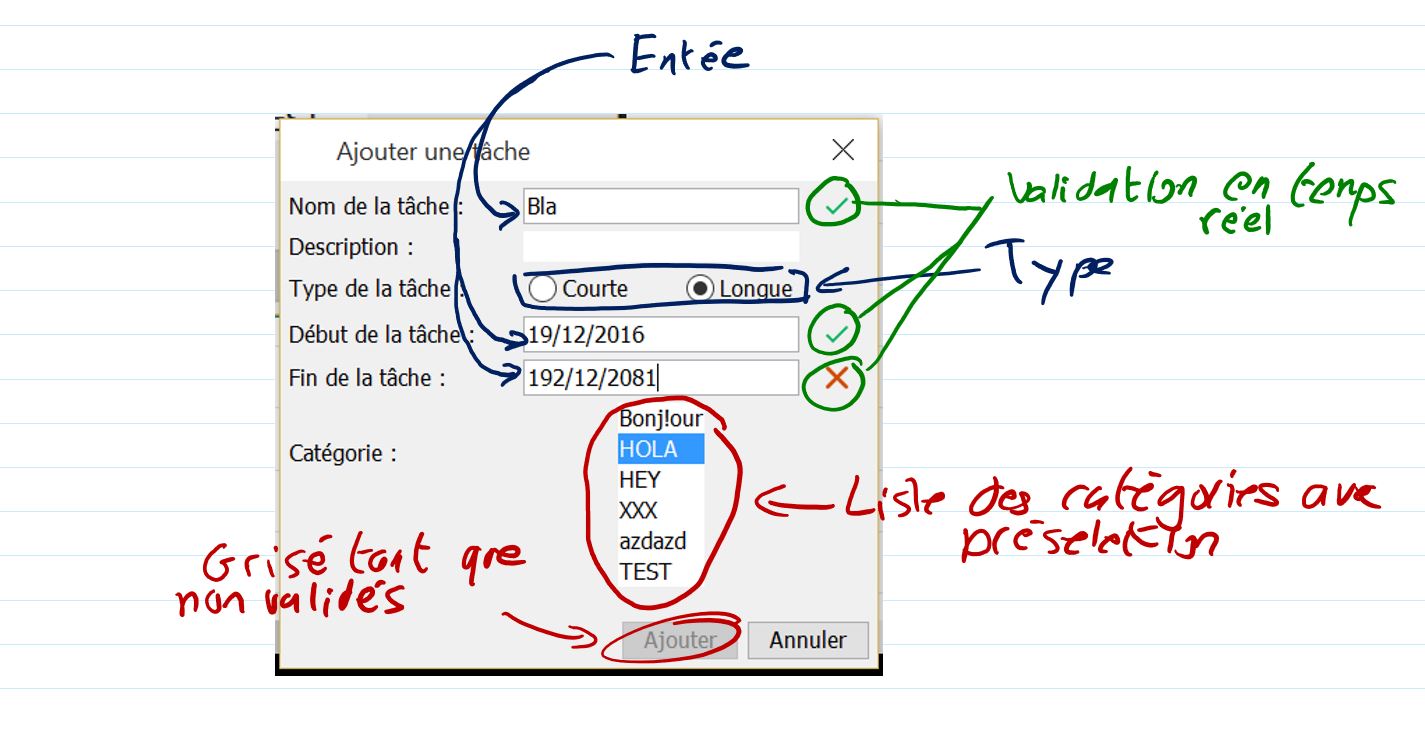 Entée
Ajouter une tâche
Nom de la tâche : Bla
Validation en temps
réel
Description :
Type
Type de la tâche : Courte Longue
Début de la tâche : 19/12/2016
Fin de la tâche : 192/12/2081
Bonj!our
Catégorie : HOLA
HEY
XXX
azdazd
TEST
Liste des catégories avec
préselection
Grisé tant que
non validés
Ajouter Annuler